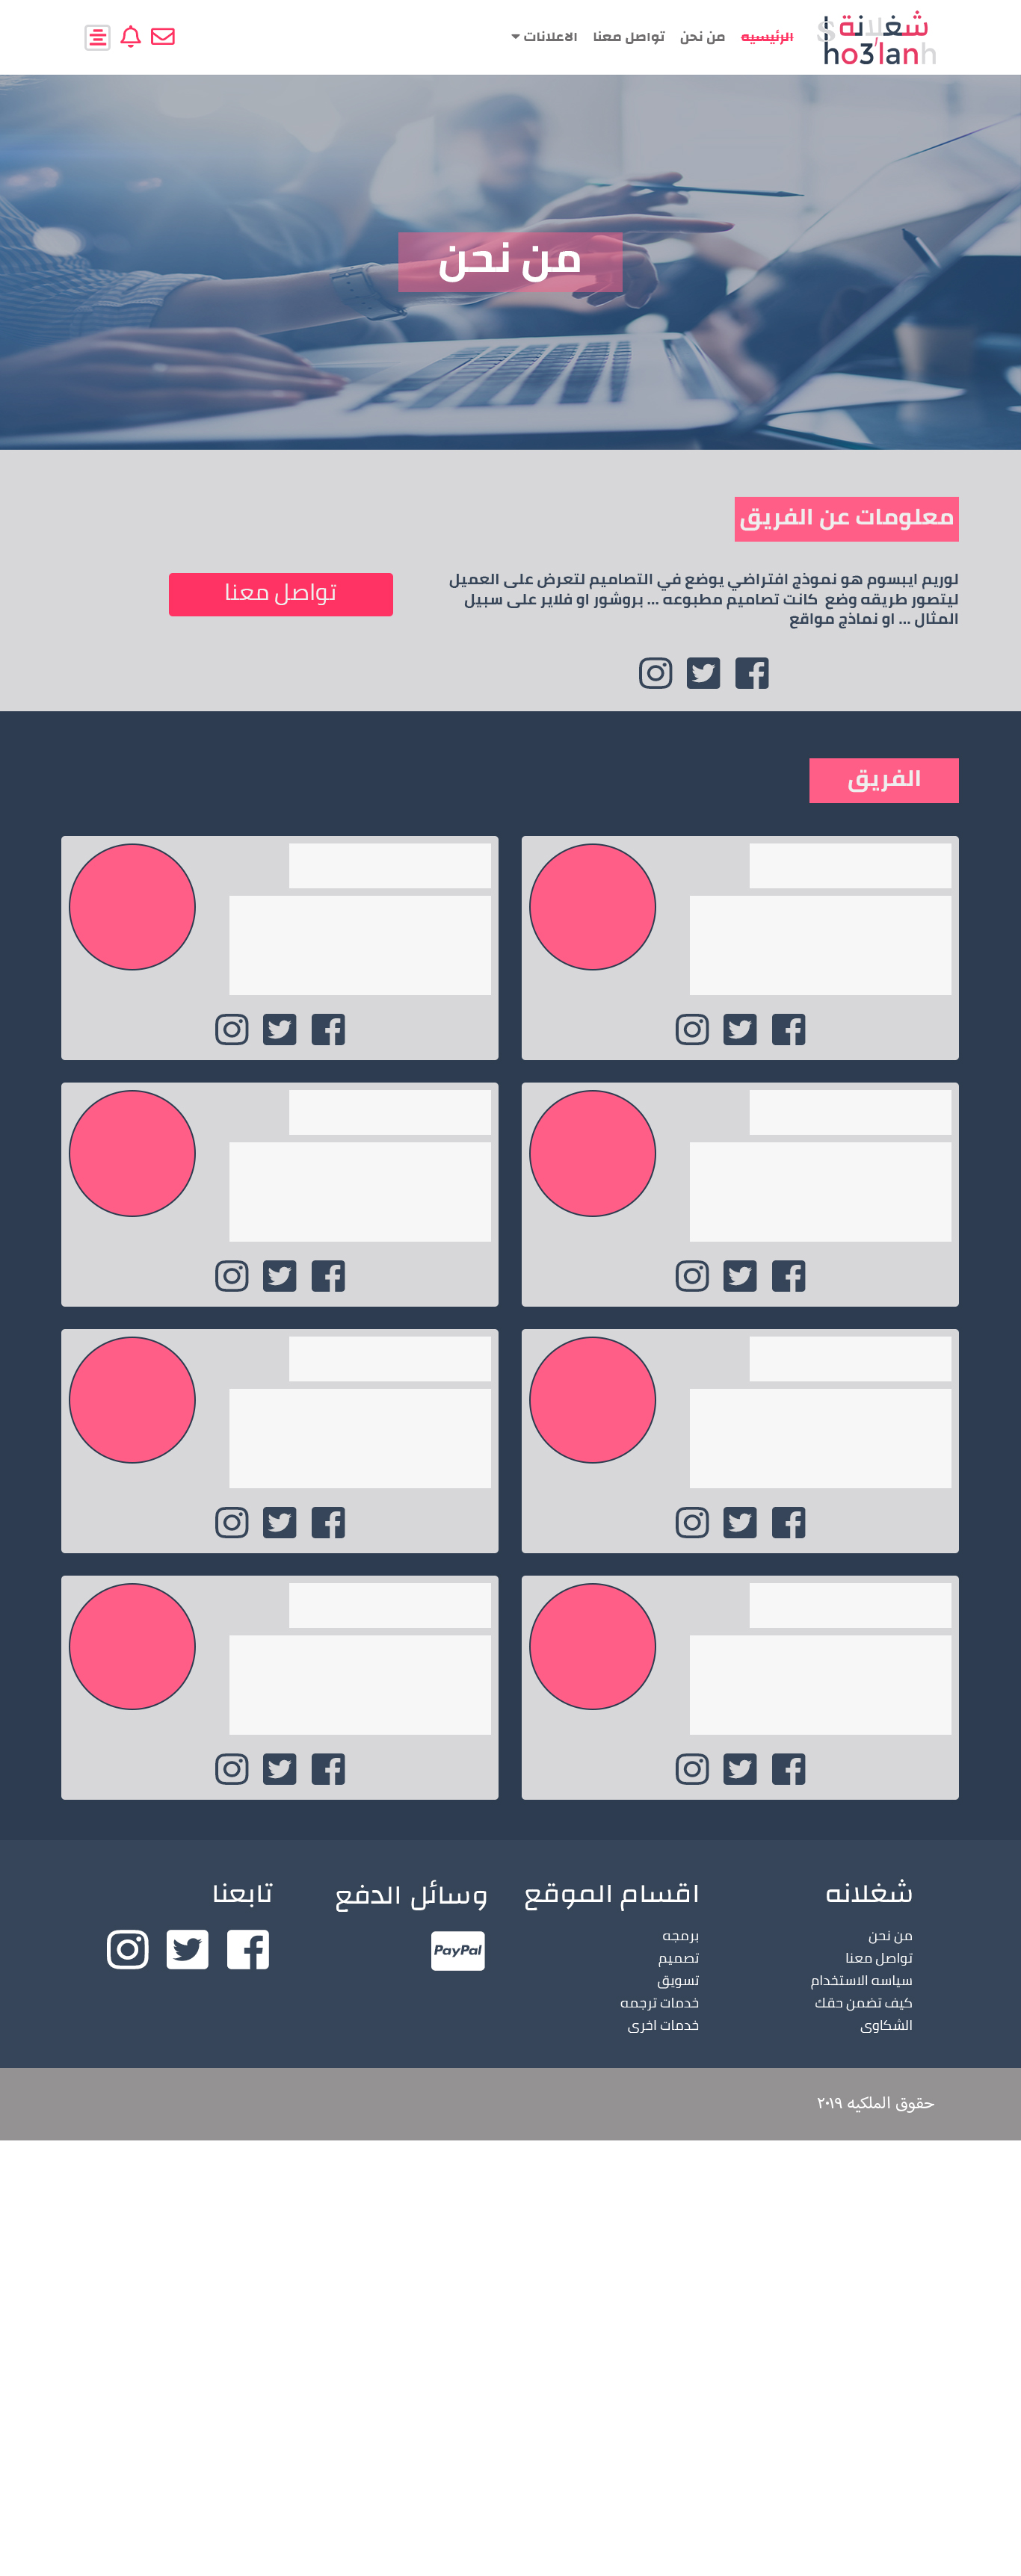 شغلانة
sho3lanh
الرئيسيه
من نحن
تواصل معنا
الاعلانات
من نحن
معلومات عن الفريق
لوريم ايبسوم هو نموذج افتراضي يوضع في التصاميم لتعرض على العميل
ليتصور طريقه وضع كانت تصاميم مطبوعه ... بروشور او فلاير على سبيل
المثال ... او نماذج مواقع
تواصل معنا
الفريق
شغلانه
من نحن
تواصل معنا
سياسه الاستخدام
كيف تضمن حقك
الشكاوى
اقسام الموقع
برمجه
تصميم
تسويق
خدمات ترجمه
خدمات اخرى
وسائل الدفع
PayPal
تابعنا
حقوق الملكيه ٢٠١٩